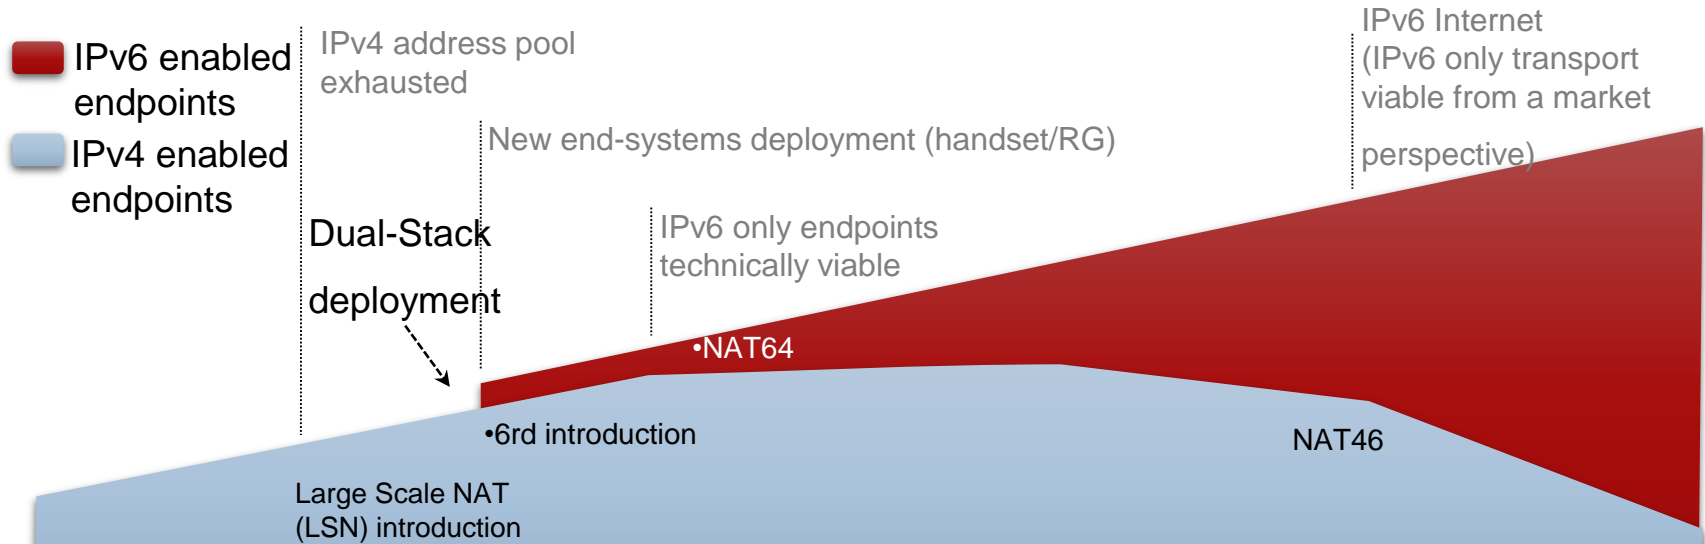 IPv6 enabled
endpoints
IPv4 enabled
endpoints
IPv4 address pool
exhausted
New end-systems deployment (handset/RG)
IPv6 Internet
(IPv6 only transport
viable from a market
perspective)
Dual-Stack
deployment
IPv6 only endpoints
technically viable
•NAT64
•6rd introduction
NAT46
Large Scale NAT
(LSN) introduction